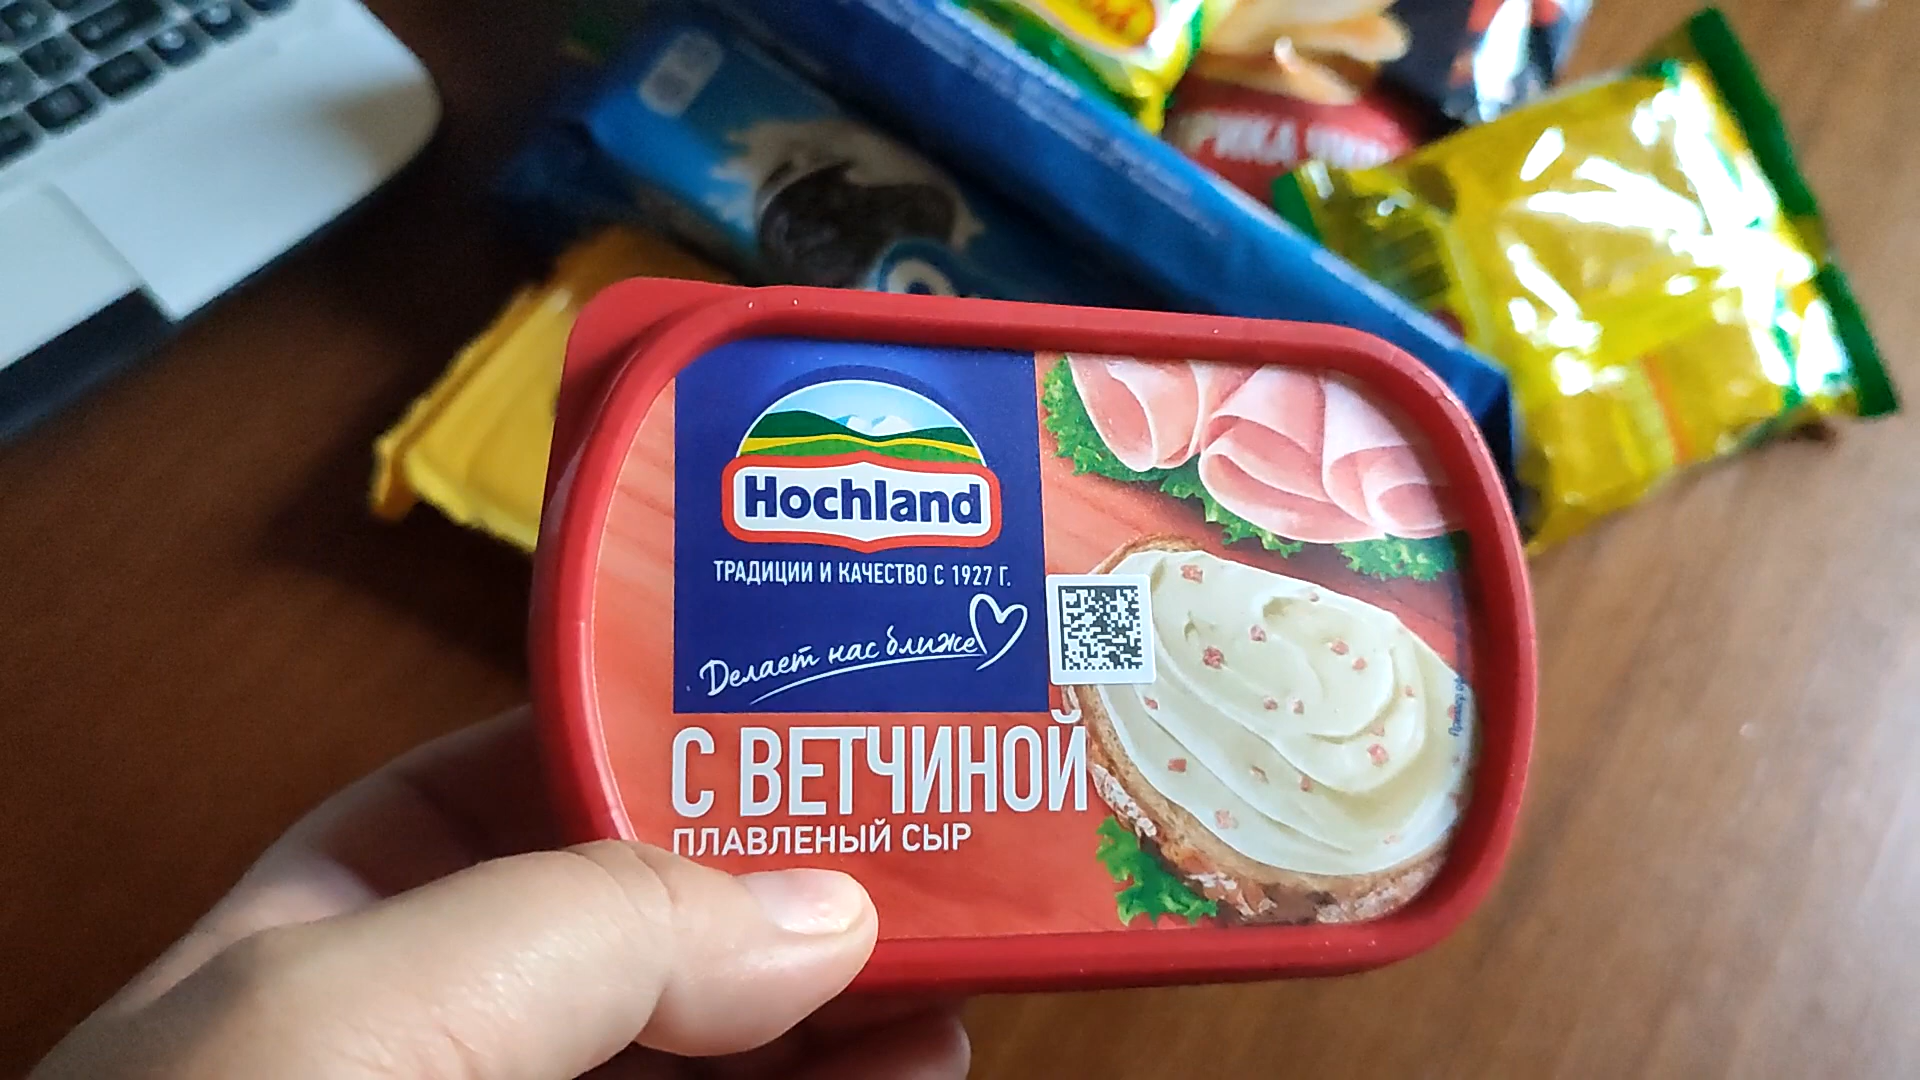 Hochland
ТРАДИЦИИ И КАЧЕСТВО С 1927 Г.
Делает нас ближе
С ВЕТЧИНОЙ
ПЛАВЛЕНЫЙ СЫР